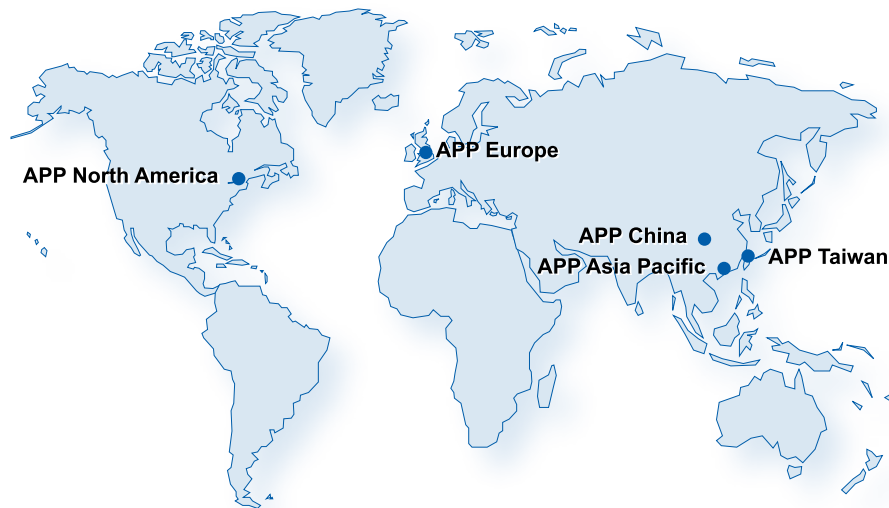 APP Europe
APP North America
APP China
APP Taiwan
APP Asia Pacific